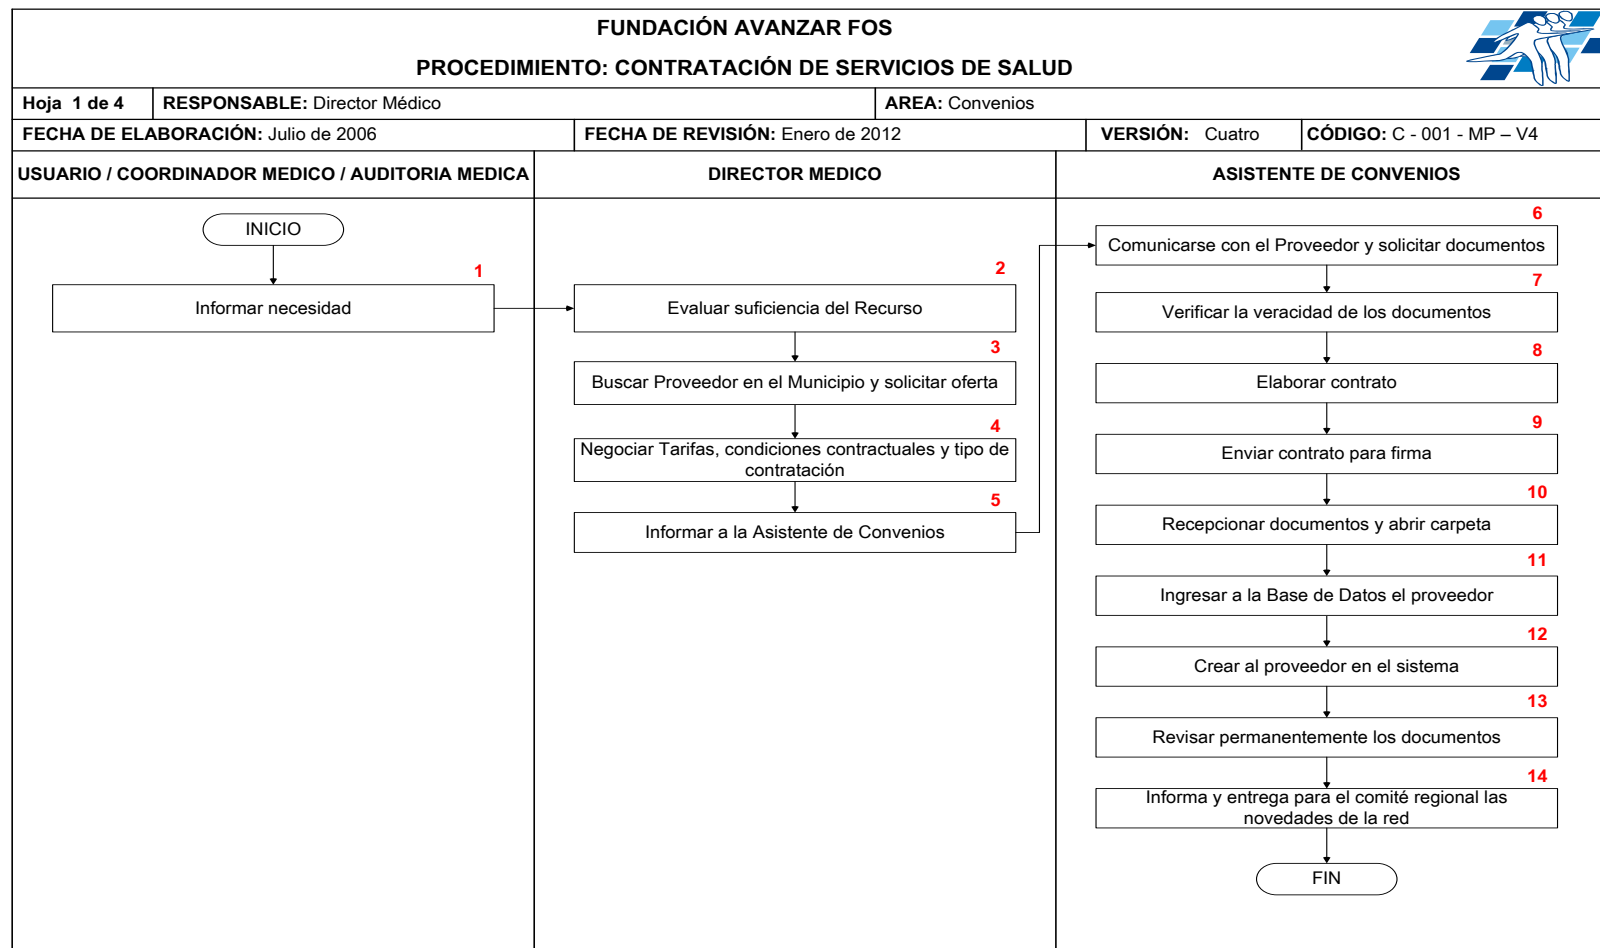 FUNDACIÓN AVANZAR FOS
PROCEDIMIENTO: CONTRATACIÓN DE SERVICIOS DE SALUD
Hoja 1 de 4
RESPONSABLE: Director Médico
AREA: Convenios
FECHA DE ELABORACIÓN: Julio de 2006
FECHA DE REVISIÓN: Enero de 2012
VERSIÓN: Cuatro
CÓDIGO: C - 001 - MP – V4
USUARIO / COORDINADOR MEDICO / AUDITORIA MEDICA
DIRECTOR MEDICO
ASISTENTE DE CONVENIOS
INICIO
1
Informar necesidad
2
Evaluar suficiencia del Recurso
3
Buscar Proveedor en el Municipio y solicitar oferta
4
Negociar Tarifas, condiciones contractuales y tipo de
contratación
5
Informar a la Asistente de Convenios
6
Comunicarse con el Proveedor y solicitar documentos
7
Verificar la veracidad de los documentos
8
Elaborar contrato
9
Enviar contrato para firma
10
Recepcionar documentos y abrir carpeta
11
Ingresar a la Base de Datos el proveedor
12
Crear al proveedor en el sistema
13
Revisar permanentemente los documentos
14
Informa y entrega para el comité regional las
novedades de la red
FIN